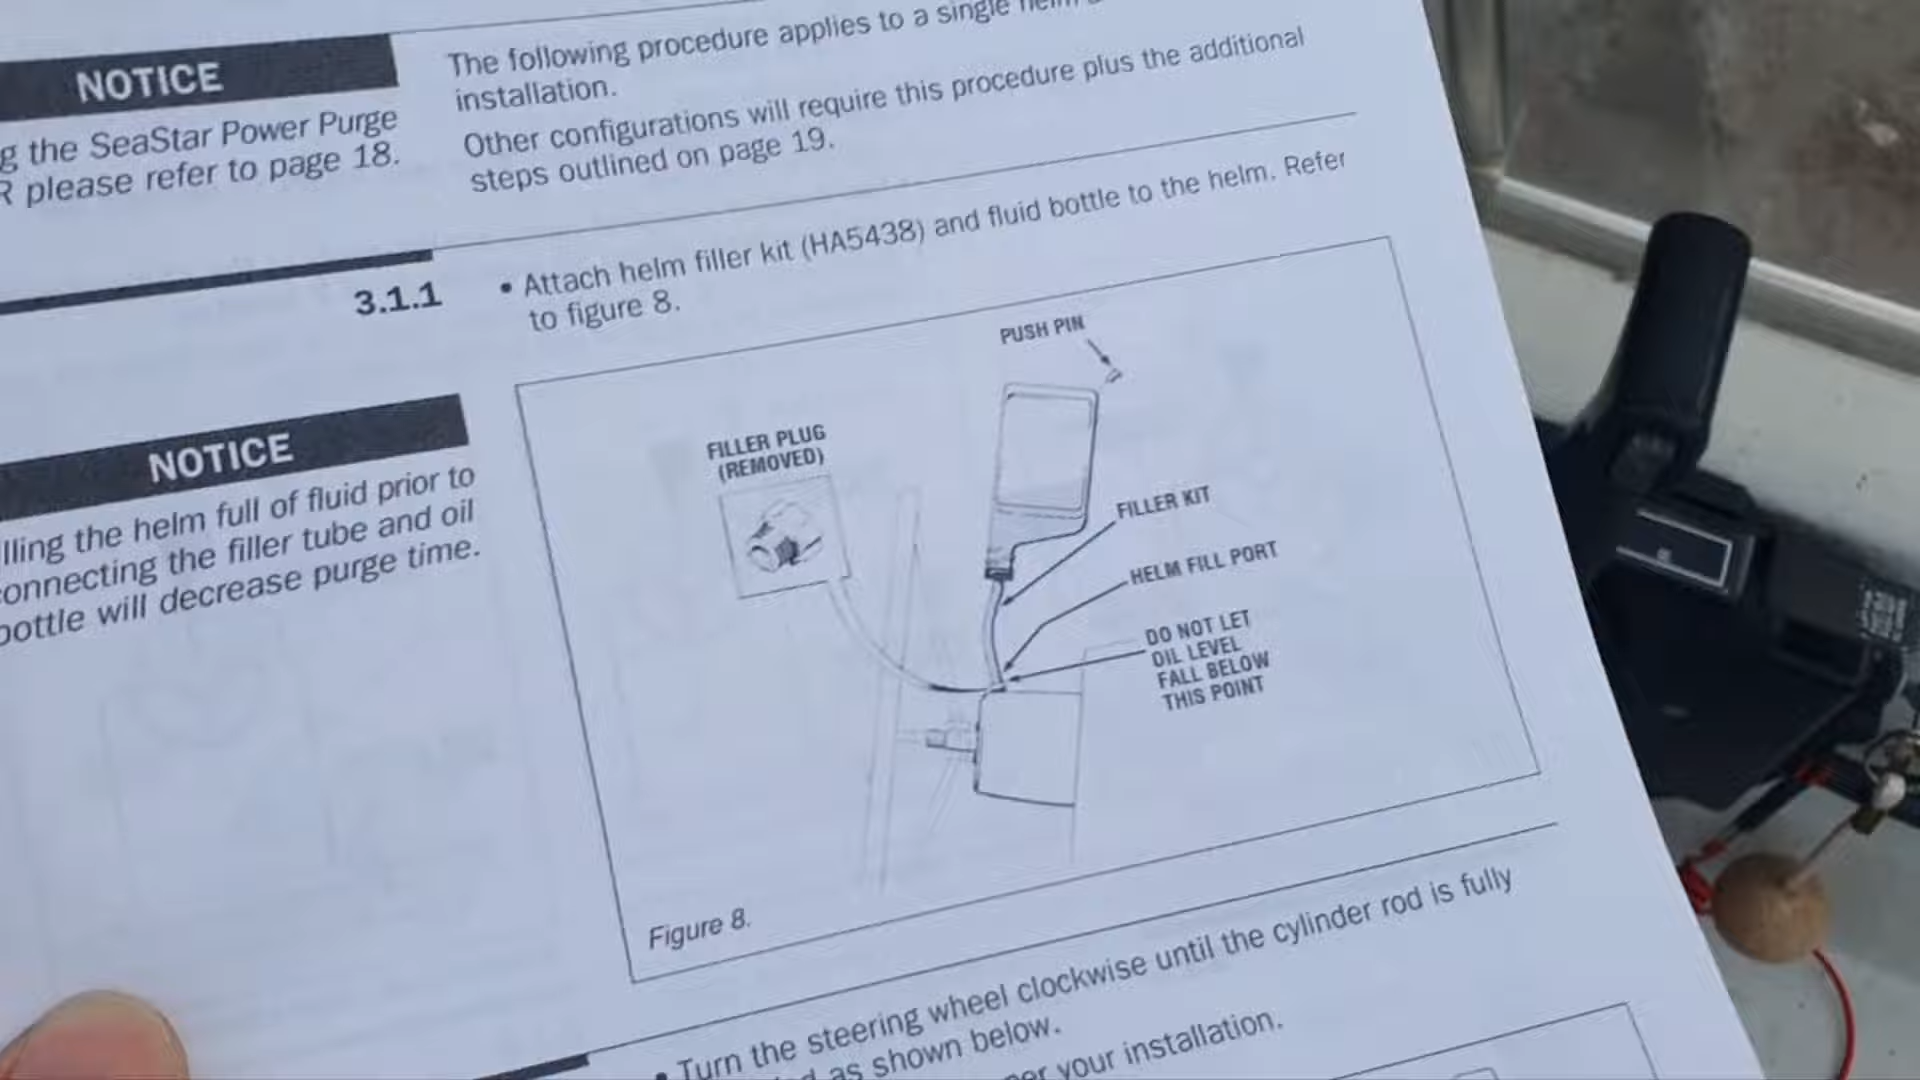 NOTICE
g the SeaStar Power Purge
R please refer to page 18.
The following procedure applies to a single
installation.
Other configurations will require this procedure plus the additional
steps outlined on page 19.
3.1.1
• Attach helm filler kit (HA5438) and fluid bottle to the helm. Refer
to figure 8.
NOTICE
lling the helm full of fluid prior to
onnecting the filler tube and oil
bottle will decrease purge time.
PUSH PIN
FILLER PLUG
(REMOVED)
FILLER KIT
HELM FILL PORT
DO NOT LET
OIL LEVEL
FALL BELOW
THIS POINT
Figure 8.
• Turn the steering wheel clockwise until the cylinder rod is fully
as shown below.
your installation.